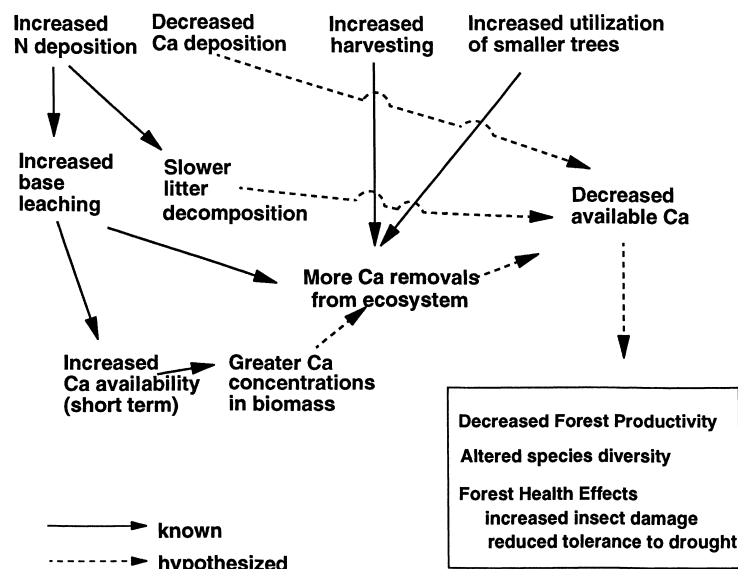 Increased
N deposition
Decreased
Ca deposition
Increased
harvesting
Increased utilization
of smaller trees
Increased
base
leaching
Slower
litter
decomposition
Decreased
available Ca
More Ca removals
from ecosystem
Increased
Ca availability
(short term)
Greater Ca
concentrations
in biomass
Decreased Forest Productivity
Altered species diversity
Forest Health Effects
increased insect damage
reduced tolerance to drought
known
hypothesized